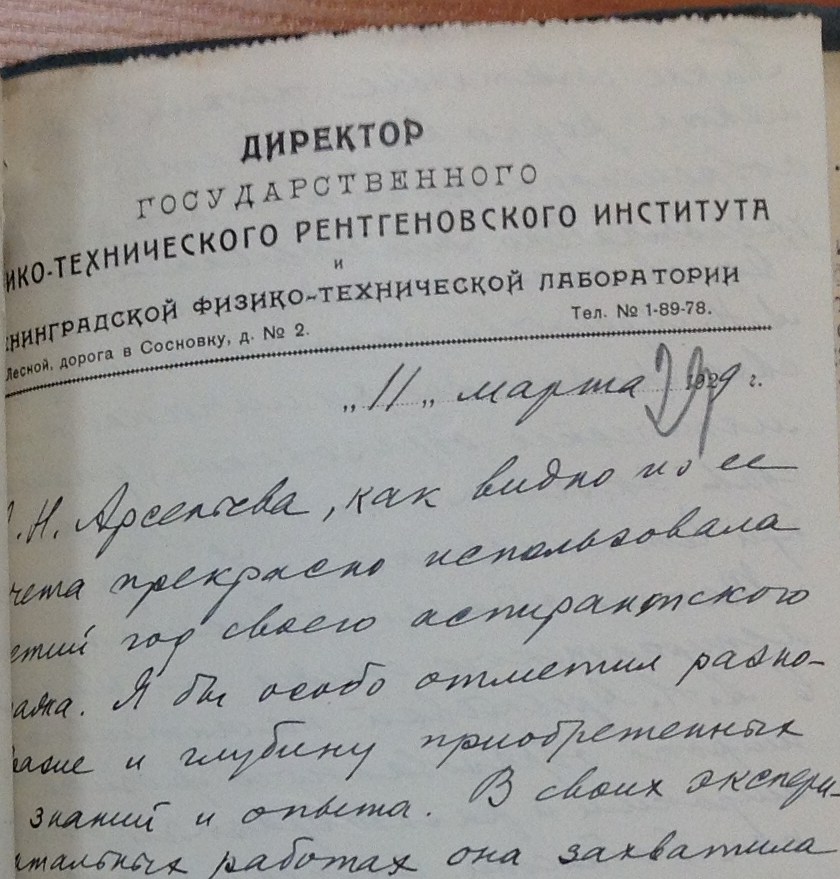 ДИРЕКТОР
ГОСУДАРСТВЕННОГО
ИКО-ТЕХНИЧЕСКОГО РЕНТГЕНОВСКОГО ИНСТИТУТА
и
НИНГРАДСКОЙ ФИЗИКО-ТЕХНИЧЕСКОЙ ЛАБОРАТОРИИ
Лесной, дорога в Сосновку, д. № 2. Тел. № 1-89-78.
„11„ марта 1929 г.
.Н. Арсеньева, как видно из ее
чета прекрасно использовала
етий год своего аспирантского
ажа. Я бы особо отметил разно-
разие и глубину приобретенных
знаний и опыта. В своих экспери-
тальных работах она захватила